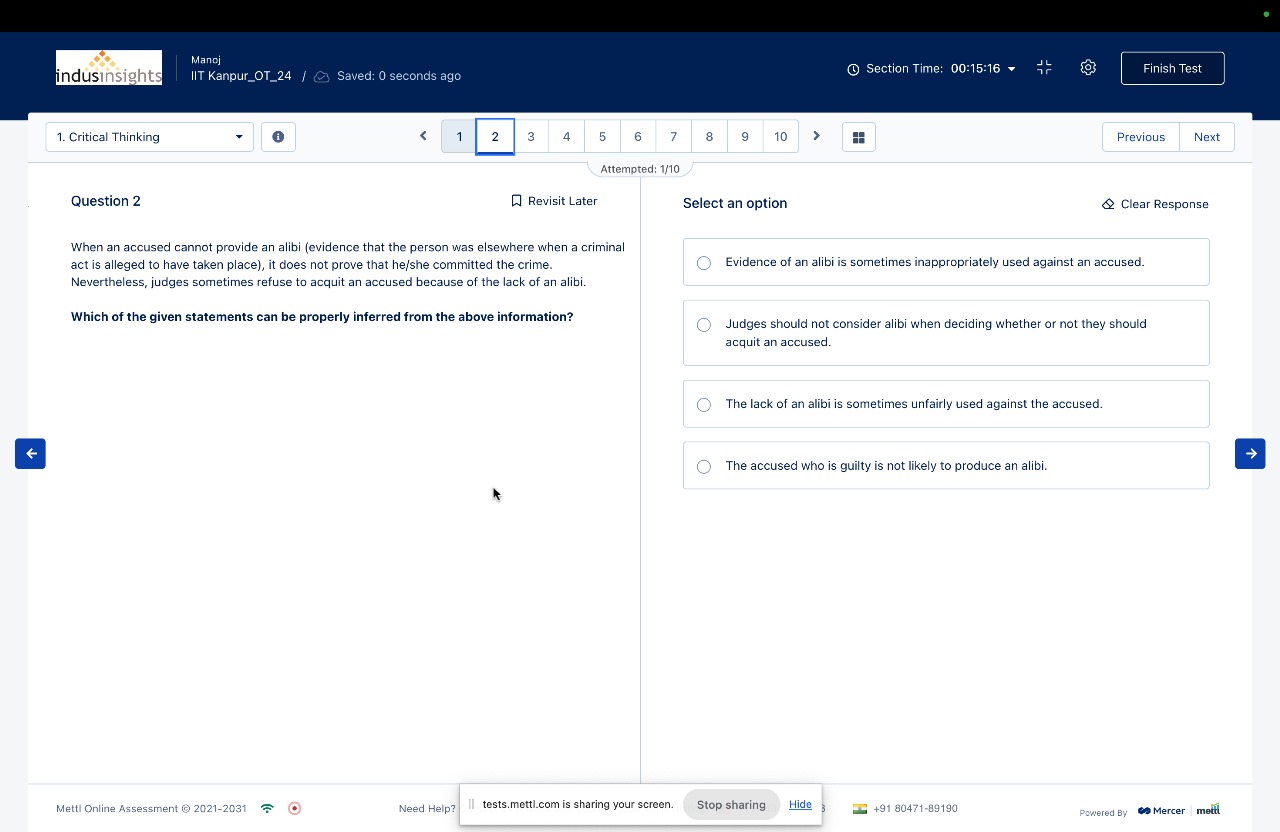 indusinsights
Manoj
IIT Kanpur_OT_24 / Saved: 0 seconds ago
Section Time: 00:15:16
Finish Test
1. Critical Thinking
1 2 3 4 5 6 7 8 9 10
Previous Next
Attempted: 1/10
Question 2
Revisit Later
When an accused cannot provide an alibi (evidence that the person was elsewhere when a criminal
act is alleged to have taken place), it does not prove that he/she committed the crime.
Nevertheless, judges sometimes refuse to acquit an accused because of the lack of an alibi.
Which of the given statements can be properly inferred from the above information?
Select an option
Clear Response
Evidence of an alibi is sometimes inappropriately used against an accused.
Judges should not consider alibi when deciding whether or not they should
acquit an accused.
The lack of an alibi is sometimes unfairly used against the accused.
The accused who is guilty is not likely to produce an alibi.
Mettl Online Assessment © 2021-2031
Need Help?
tests.mettl.com is sharing your screen. Stop sharing Hide
+91 80471-89190
Powered By Mercer | mettl